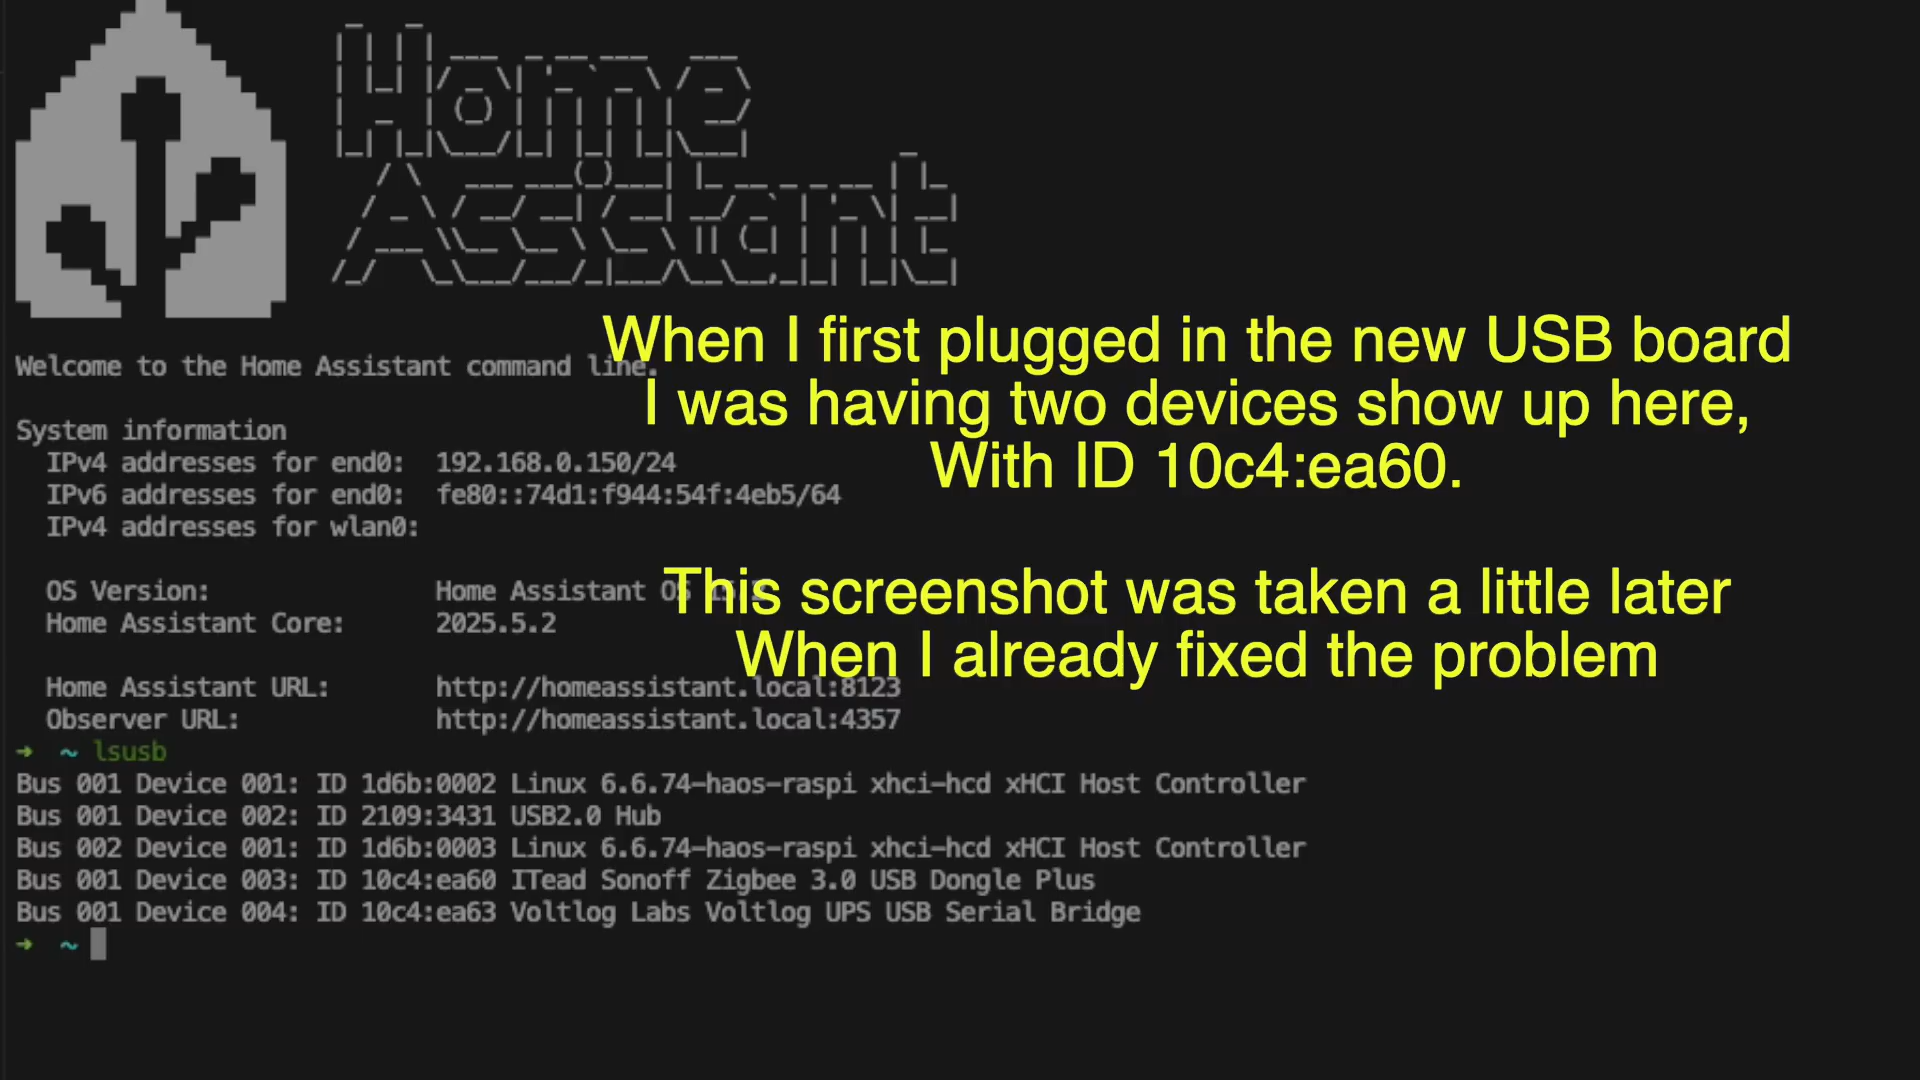 Home
Assistant
When I first plugged in the new USB board
Welcome to the Home Assistant command line.
I was having two devices show up here,
System information
IPv4 addresses for end0: 192.168.0.150/24
With ID 10c4:ea60.
IPv6 addresses for end0: fe80::74d1:f944:54f:4eb5/64
IPv4 addresses for wlan0:
OS Version: Home Assistant OS
This screenshot was taken a little later
Home Assistant Core: 2025.5.2
When I already fixed the problem
Home Assistant URL: http://homeassistant.local:8123
Observer URL: http://homeassistant.local:4357
➜ ~ lsusb
Bus 001 Device 001: ID 1d6b:0002 Linux 6.6.74-haos-raspi xhci-hcd xHCI Host Controller
Bus 001 Device 002: ID 2109:3431 USB2.0 Hub
Bus 002 Device 001: ID 1d6b:0003 Linux 6.6.74-haos-raspi xhci-hcd xHCI Host Controller
Bus 001 Device 003: ID 10c4:ea60 ITead Sonoff Zigbee 3.0 USB Dongle Plus
Bus 001 Device 004: ID 10c4:ea63 Voltlog Labs Voltlog UPS USB Serial Bridge
➜ ~